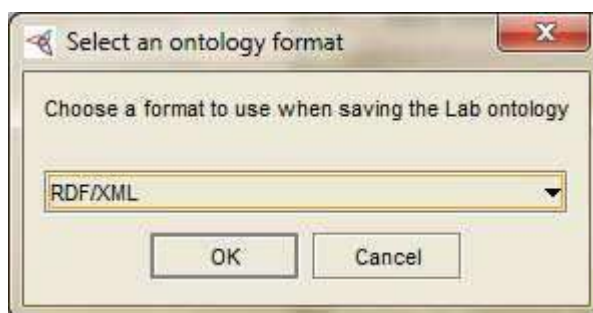 Select an ontology format
Choose a format to use when saving the Lab ontology
RDF/XML
OK Cancel